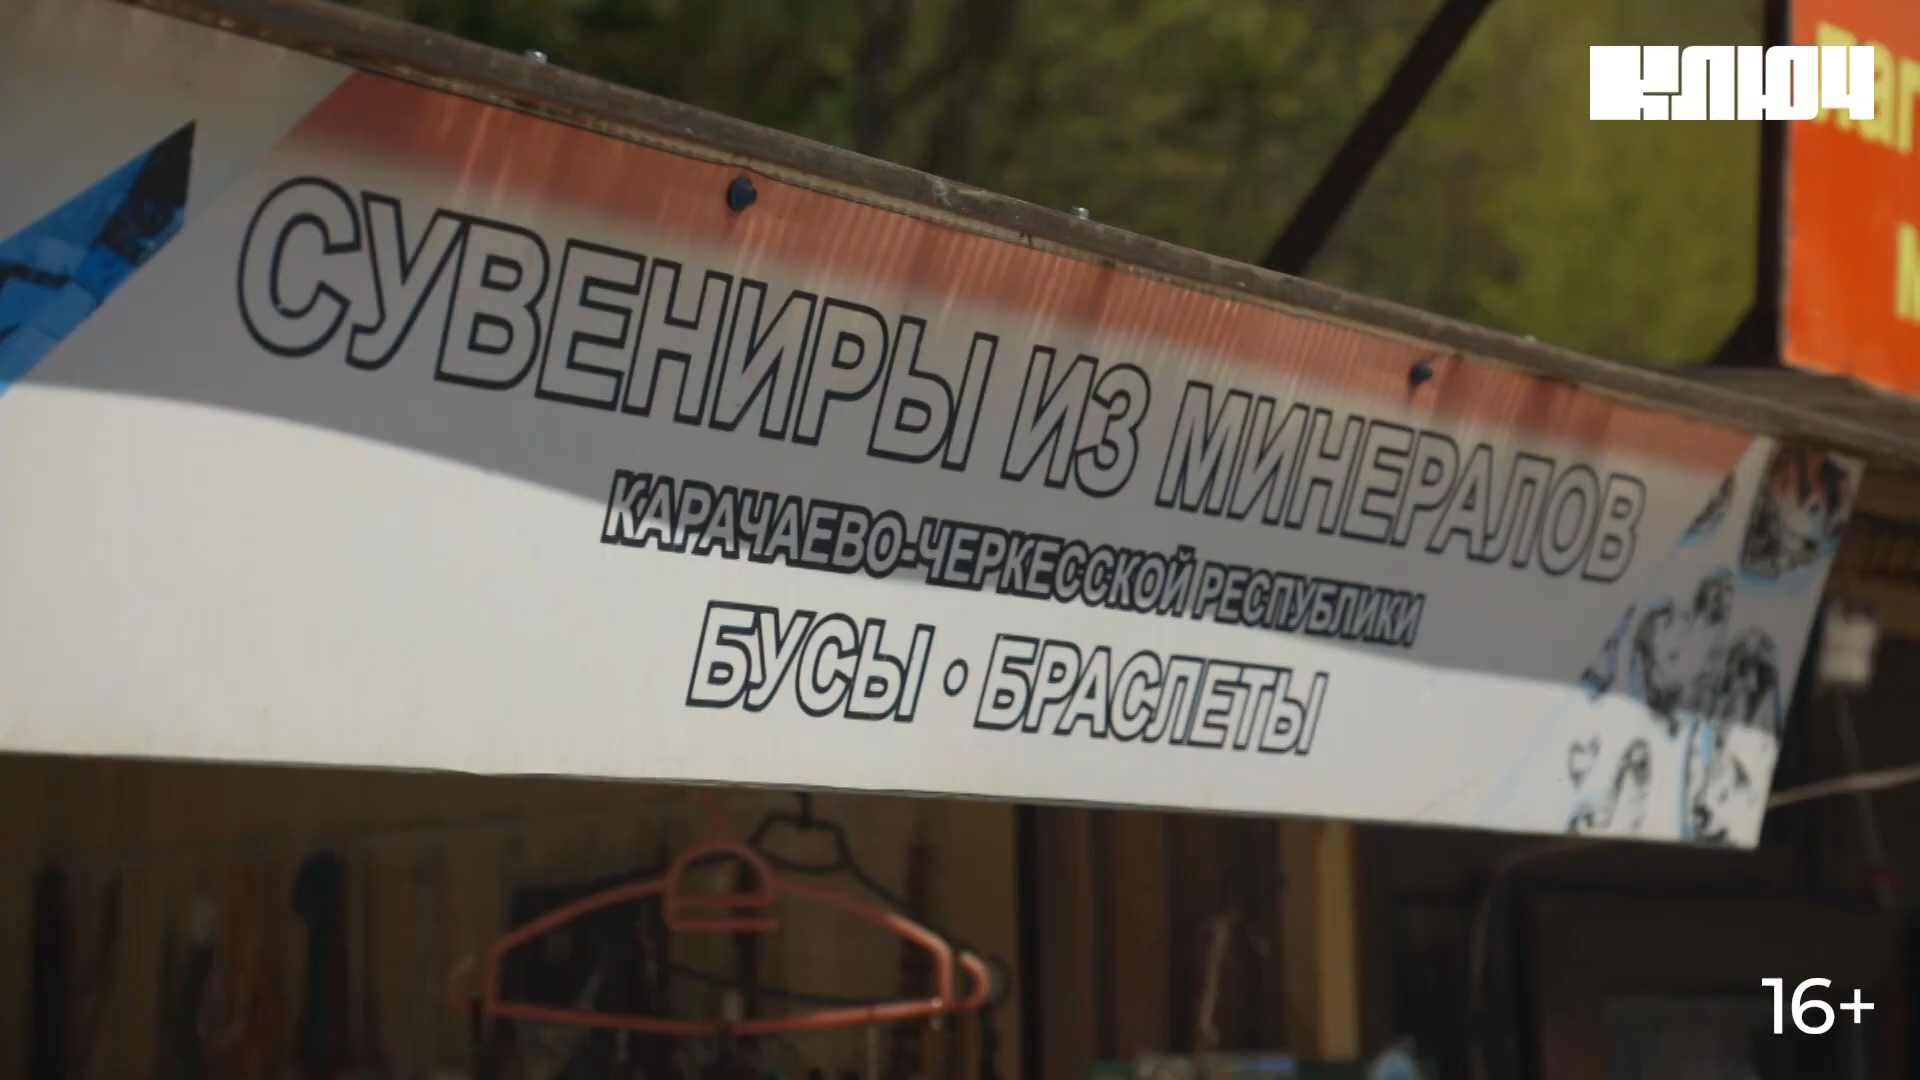 КЛЮЧ
СУВЕНИРЫ ИЗ МИНЕРАЛОВ
КАРАЧАЕВО-ЧЕРКЕССКОЙ РЕСПУБЛИКИ
БУСЫ • БРАСЛЕТЫ
16+